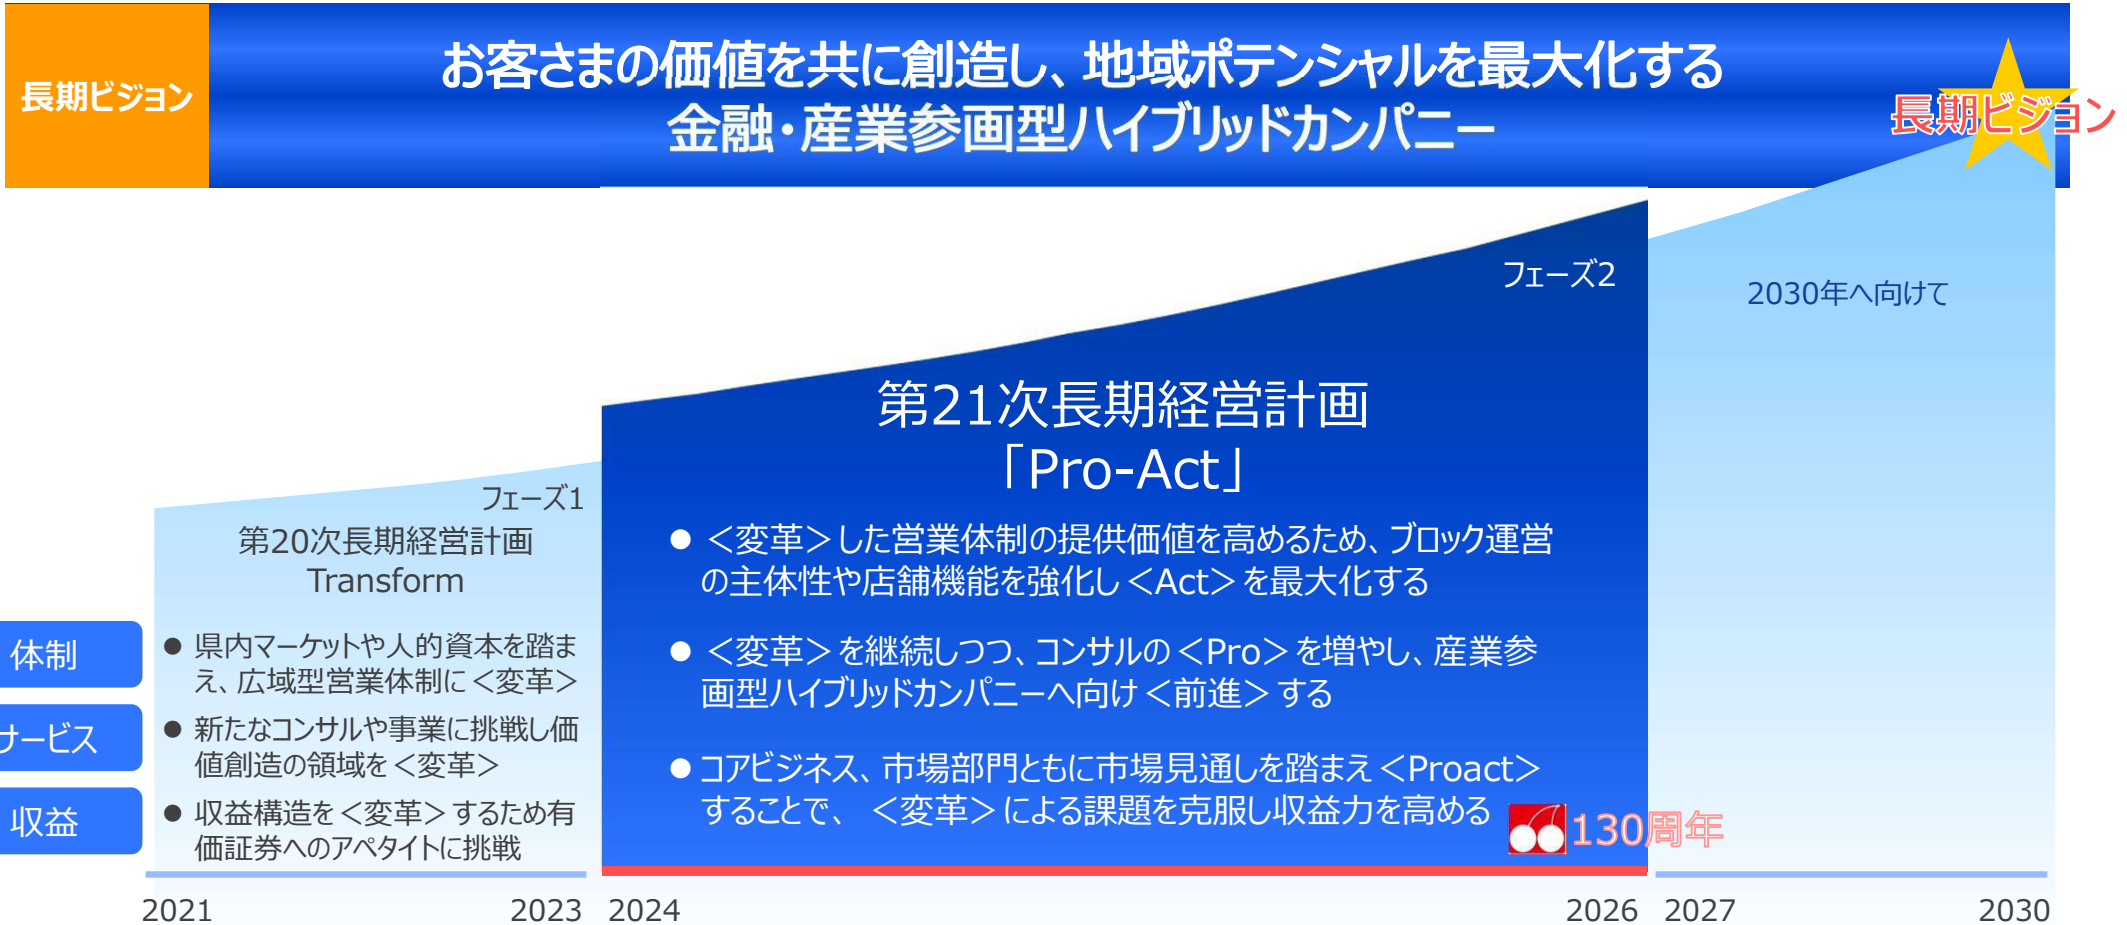 長期ビジョン
お客さまの価値を共に創造し、地域ポテンシャルを最大化する
金融・産業参画型ハイブリッドカンパニー
長期ビジョン
フェーズ2
2030年へ向けて
第21次長期経営計画
「Pro-Act」
フェーズ1
第20次長期経営計画
Transform
● <変革>した営業体制の提供価値を高めるため、ブロック運営
の主体性や店舗機能を強化し<Act>を最大化する
● <変革>を継続しつつ、コンサルの<Pro>を増やし、産業参
画型ハイブリッドカンパニーへ向け<前進>する
● コアビジネス、市場部門ともに市場見通しを踏まえ<Proact>
することで、 <変革>による課題を克服し収益力を高める
体制
● 県内マーケットや人的資本を踏ま
え、広域型営業体制に<変革>
サービス
● 新たなコンサルや事業に挑戦し価
値創造の領域を<変革>
収益
● 収益構造を<変革>するため有
価証券へのアペタイトに挑戦
130周年
2021
2023
2024
2026
2027
2030